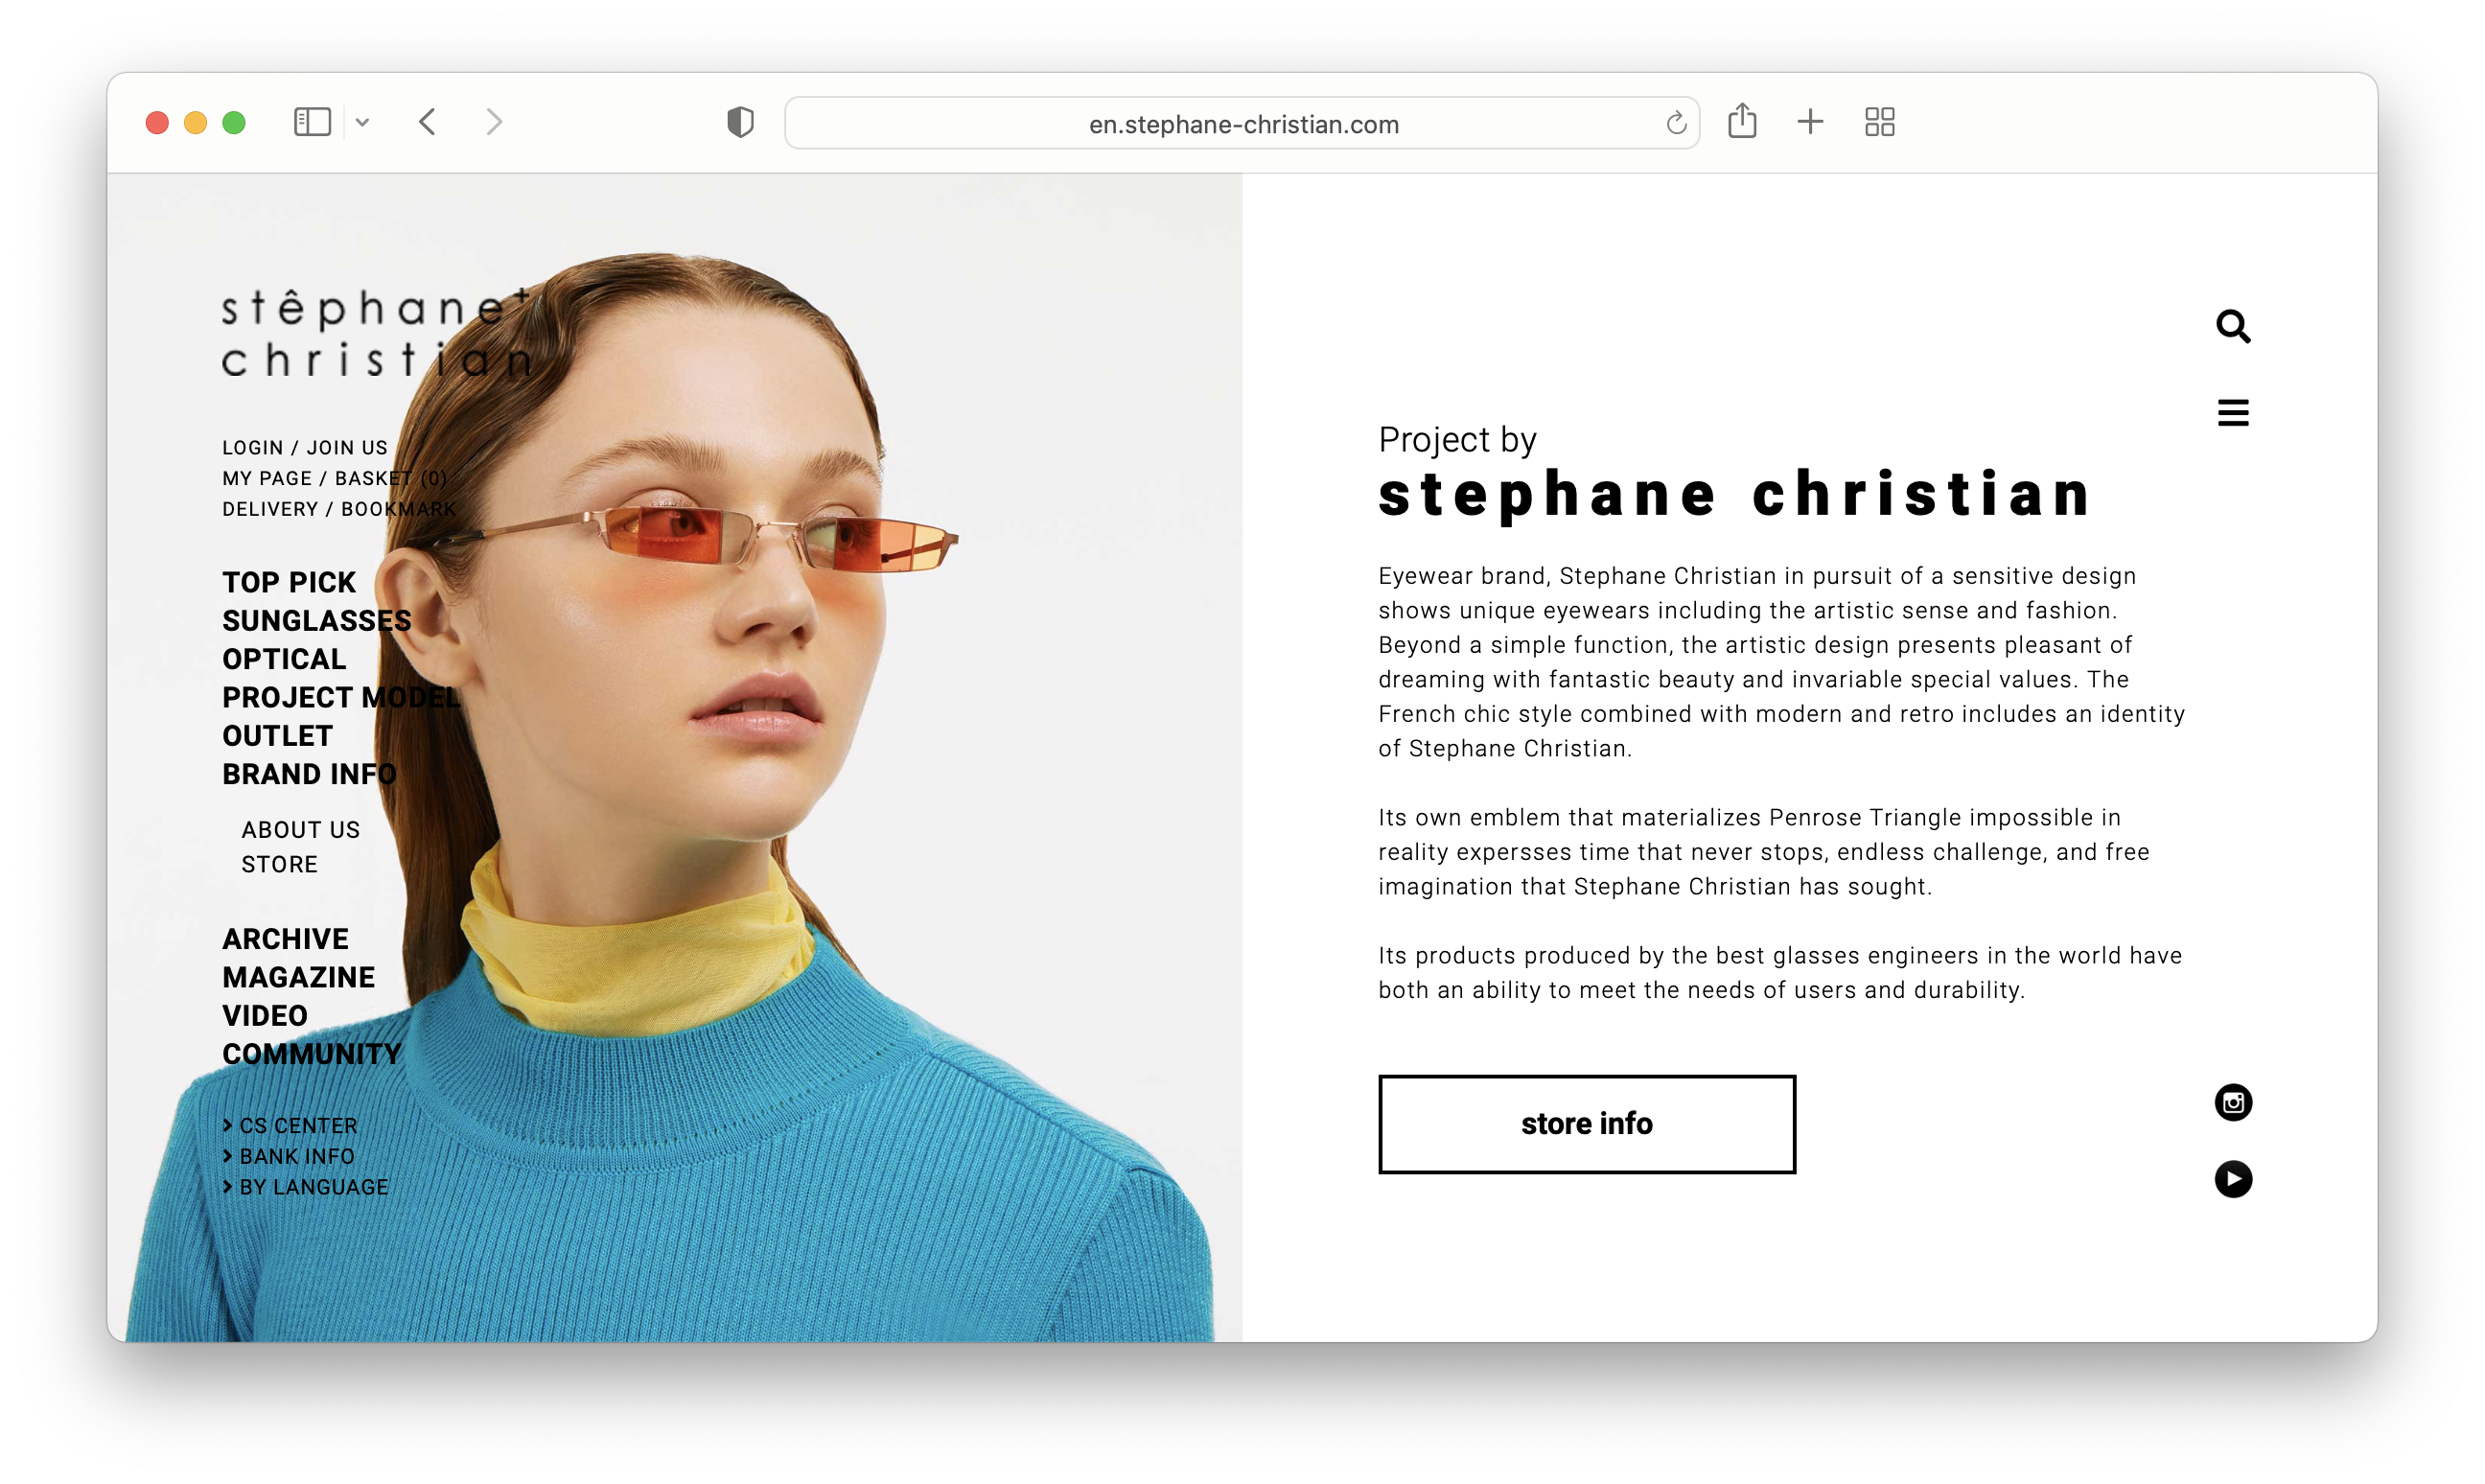 en.stephane-christian.com
stêphane+
christian
LOGIN / JOIN US
MY PAGE / BASKET (0)
DELIVERY / BOOKMARK
TOP PICK
SUNGLASSES
OPTICAL
PROJECT MODEL
OUTLET
BRAND INFO
ABOUT US
STORE
ARCHIVE
MAGAZINE
VIDEO
COMMUNITY
CS CENTER
BANK INFO
BY LANGUAGE
Project by
stephane christian
Eyewear brand, Stephane Christian in pursuit of a sensitive design
shows unique eyewears including the artistic sense and fashion.
Beyond a simple function, the artistic design presents pleasant of
dreaming with fantastic beauty and invariable special values. The
French chic style combined with modern and retro includes an identity
of Stephane Christian.
Its own emblem that materializes Penrose Triangle impossible in
reality expersses time that never stops, endless challenge, and free
imagination that Stephane Christian has sought.
Its products produced by the best glasses engineers in the world have
both an ability to meet the needs of users and durability.
store info